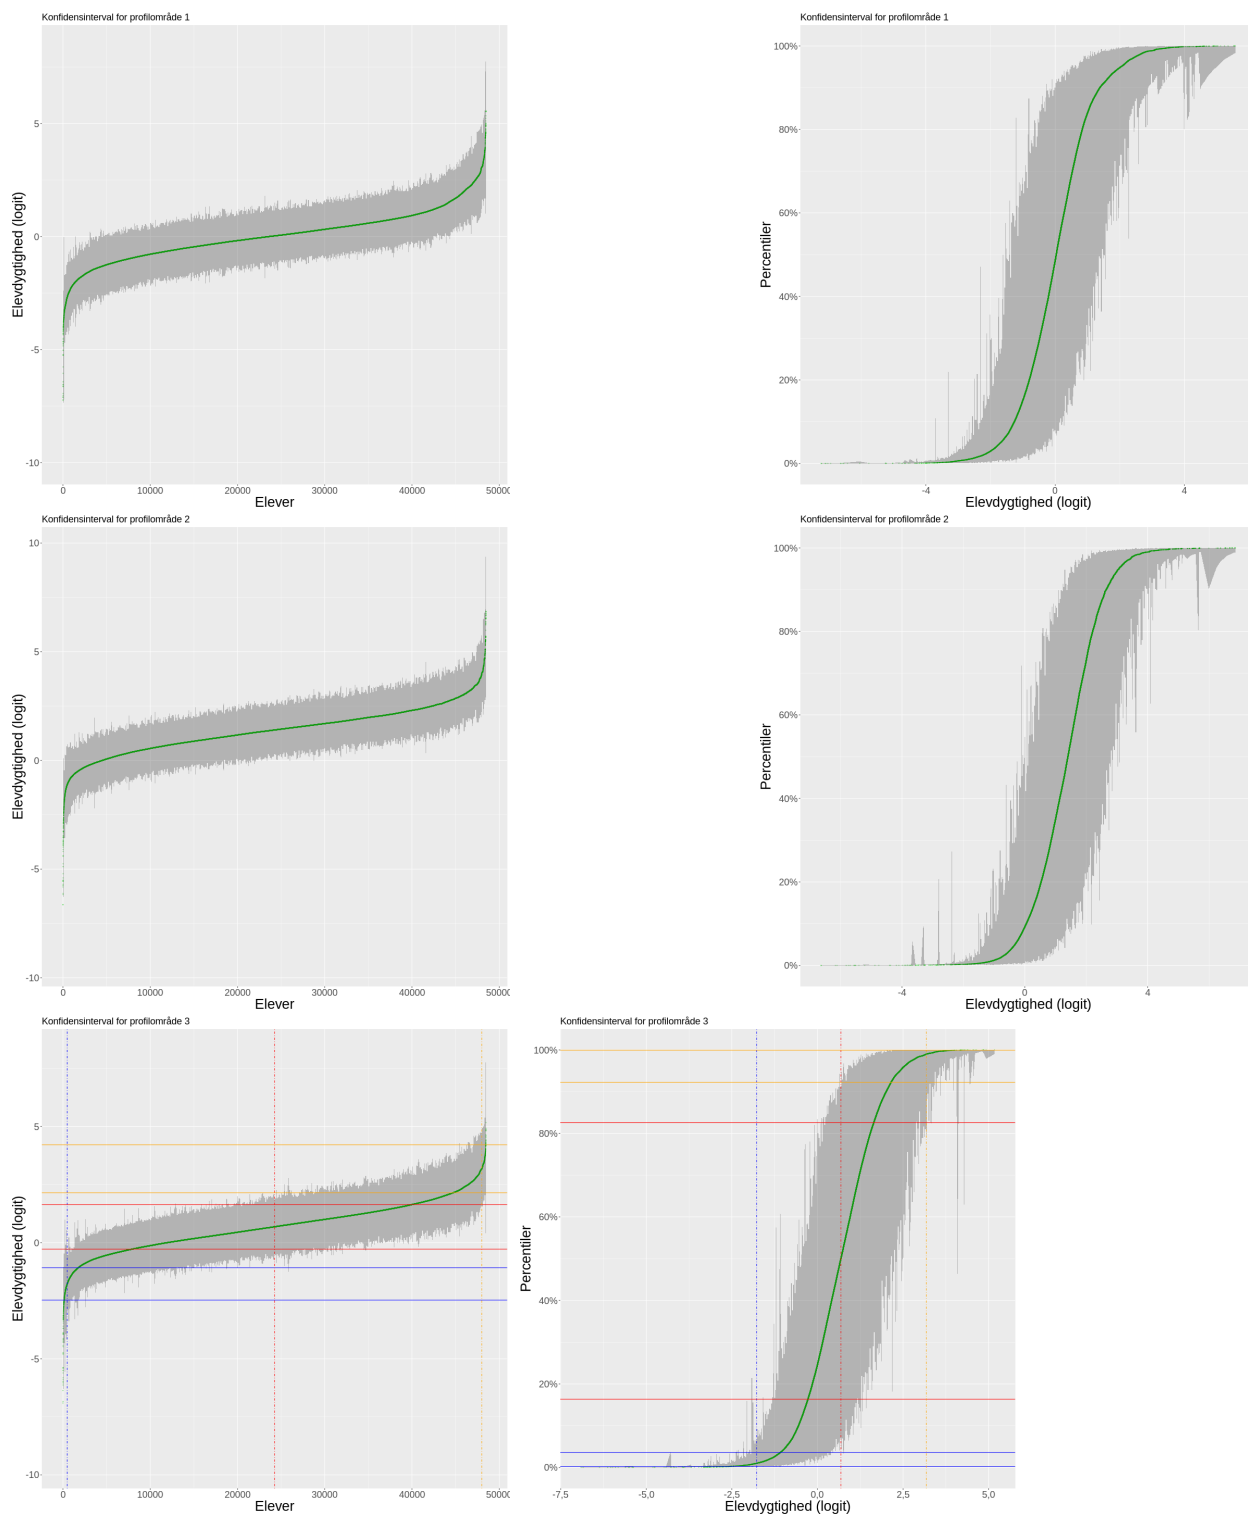 Konfidensinterval for profilområde 1
Elevdygtighed (logit)
5
0
-5
-10
0 10000 20000 30000 40000 50000
Elever
Konfidensinterval for profilområde 1
Percentiler
100%
80%
60%
40%
20%
0%
-4 0 4
Elevdygtighed (logit)
Konfidensinterval for profilområde 2
Elevdygtighed (logit)
10
5
0
-5
-10
0 10000 20000 30000 40000 50000
Elever
Konfidensinterval for profilområde 2
Percentiler
100%
80%
60%
40%
20%
0%
-4 0 4
Elevdygtighed (logit)
Konfidensinterval for profilområde 3
Elevdygtighed (logit)
5
0
-5
-10
0 10000 20000 30000 40000 50000
Elever
Konfidensinterval for profilområde 3
Percentiler
100%
80%
60%
40%
20%
0%
-7,5 -5,0 -2,5 0,0 2,5 5,0
Elevdygtighed (logit)